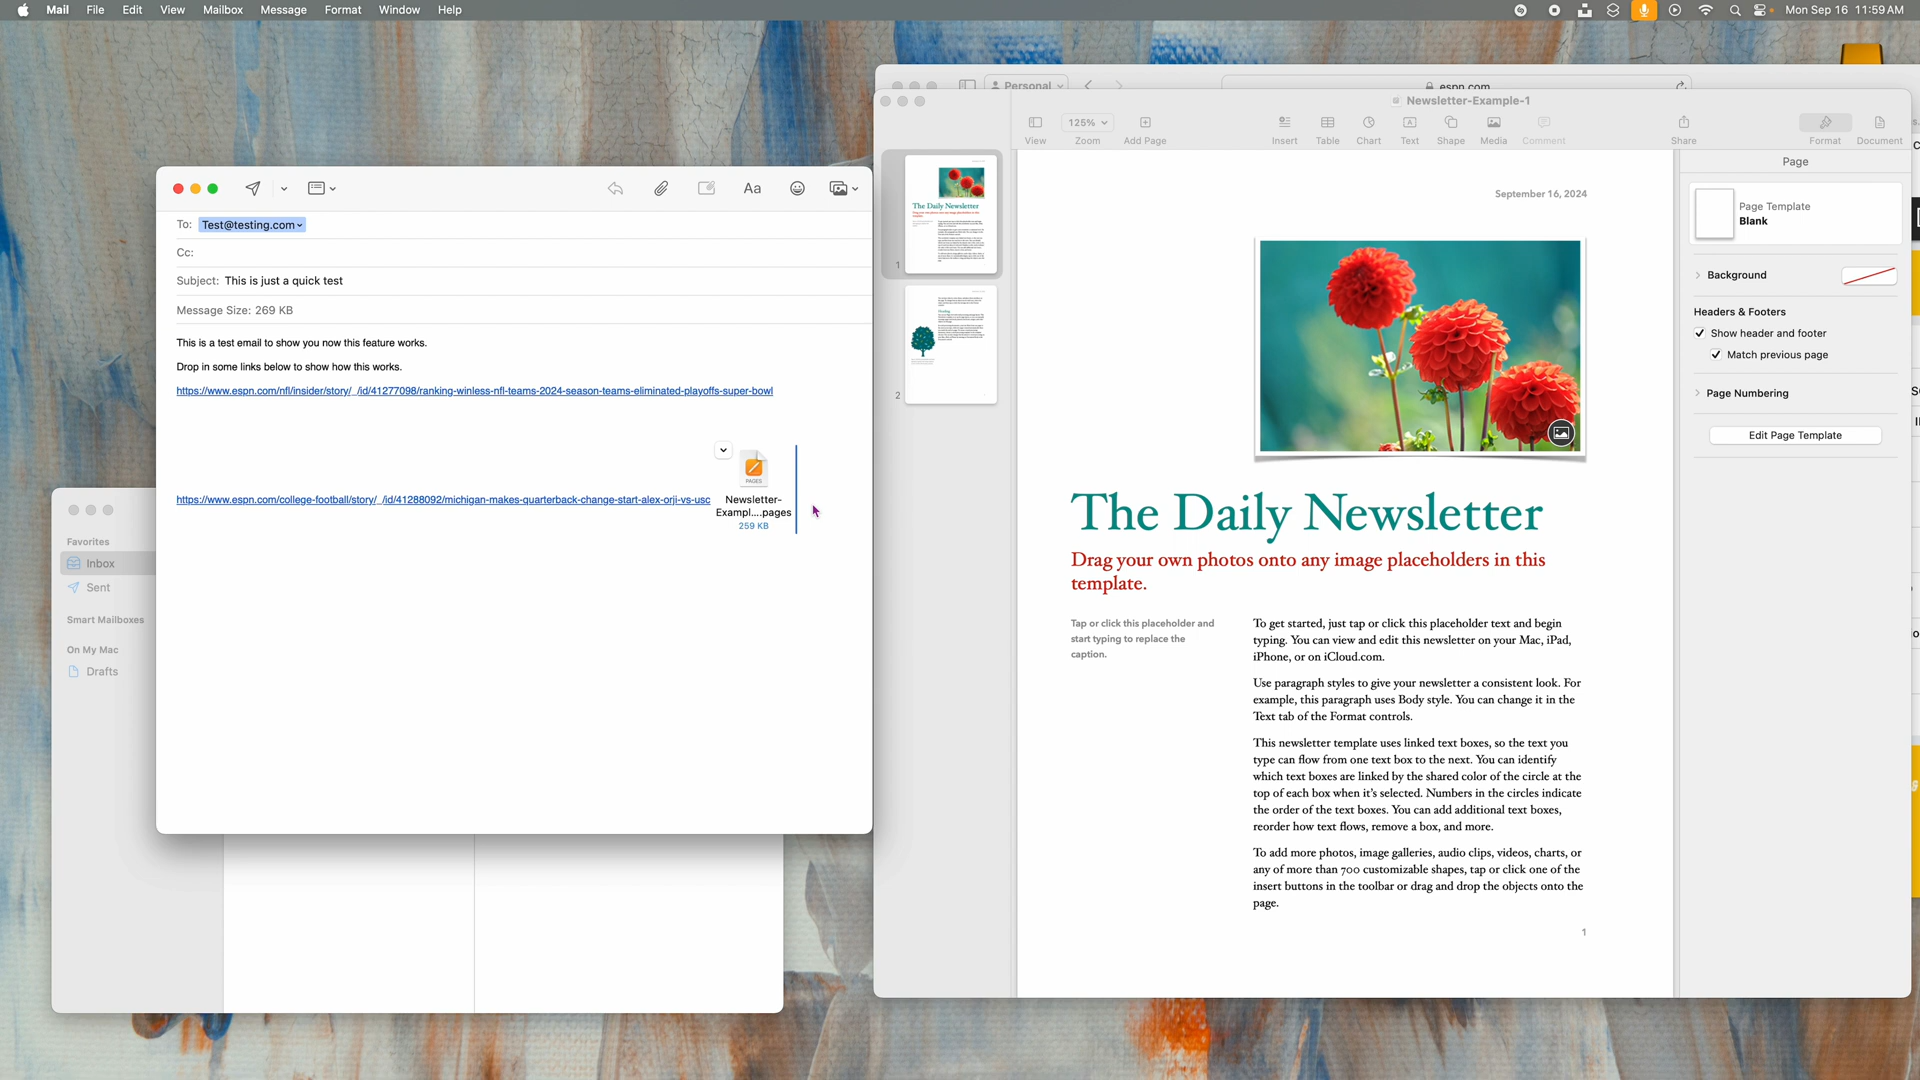 Mail File Edit View Mailbox Message Format Window Help
Mon Sep 16 11:59 AM
Personal
espn.com
Newsletter-Example-1
125%
View Zoom Add Page Insert Table Chart Text Shape Media Comment Share Format Document
Aa
To: Test@testing.com
Cc:
Subject: This is just a quick test
Message Size: 269 KB
This is a test email to show you now this feature works.
Drop in some links below to show how this works.
https://www.espn.com/nfl/insider/story/_/id/41277098/ranking-winless-nfl-teams-2024-season-teams-eliminated-playoffs-super-bowl
https://www.espn.com/college-football/story/_/id/41288092/michigan-makes-quarterback-change-start-alex-orji-vs-usc
PAGES
Newsletter-
Exampl....pages
259 KB
Favorites
Inbox
Sent
Smart Mailboxes
On My Mac
Drafts
The Daily Newsletter
1
2
September 16, 2024
The Daily Newsletter
Drag your own photos onto any image placeholders in this
template.
Tap or click this placeholder and
start typing to replace the
caption.
To get started, just tap or click this placeholder text and begin
typing. You can view and edit this newsletter on your Mac, iPad,
iPhone, or on iCloud.com.
Use paragraph styles to give your newsletter a consistent look. For
example, this paragraph uses Body style. You can change it in the
Text tab of the Format controls.
This newsletter template uses linked text boxes, so the text you
type can flow from one text box to the next. You can identify
which text boxes are linked by the shared color of the circle at the
top of each box when it's selected. Numbers in the circles indicate
the order of the text boxes. You can add additional text boxes,
reorder how text flows, remove a box, and more.
To add more photos, image galleries, audio clips, videos, charts, or
any of more than 700 customizable shapes, tap or click one of the
insert buttons in the toolbar or drag and drop the objects onto the
page.
1
Page
Page Template
Blank
Background
Headers & Footers
Show header and footer
Match previous page
Page Numbering
Edit Page Template